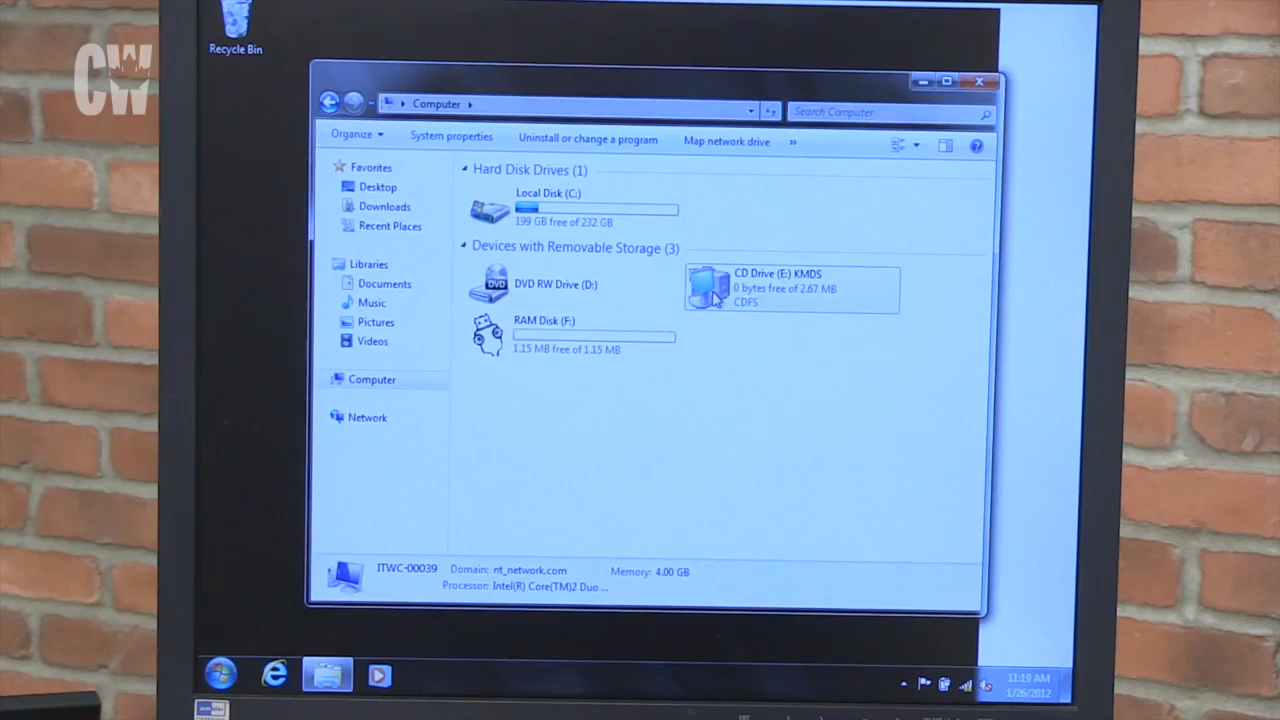 CW
Recycle Bin
Computer
Search Computer
Organize
System properties
Uninstall or change a program
Map network drive
»
Favorites
Desktop
Downloads
Recent Places
Libraries
Documents
Music
Pictures
Videos
Computer
Network
Hard Disk Drives (1)
Local Disk (C:)
199 GB free of 232 GB
Devices with Removable Storage (3)
DVD
DVD RW Drive (D:)
CD Drive (E:) KMDS
0 bytes free of 2.67 MB
CDFS
RAM Disk (F:)
1.15 MB free of 1.15 MB
ITWC-00039
Domain: nt_network.com
Memory: 4.00 GB
Processor: Intel(R) Core(TM)2 Duo ...
11:19 AM
1/26/2012